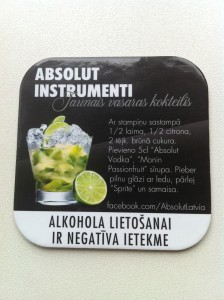 ABSOLUT
INSTRUMENTI
Jaunais vasaras kokteilis
Ar stampiņu sastampā
1/2 laima, 1/2 citrona,
2 tējk. brūnā cukura.
Pievieno 5cl "Absolut
Vodka", "Monin
Passionfruit" sīrupa. Pieber
pilnu glāzi ar ledu, pārlej
"Sprite" un samaisa.
facebook.com/AbsolutLatvia
ALKOHOLA LIETOŠANAI
IR NEGATĪVA IETEKME